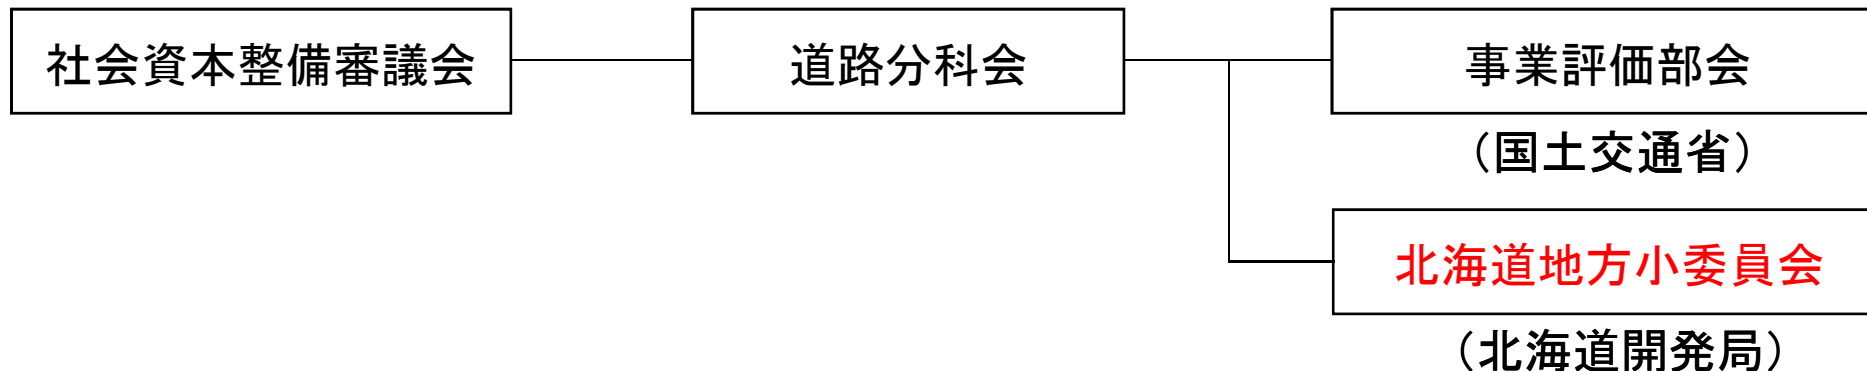 社会資本整備審議会
道路分科会
事業評価部会
（国土交通省）
北海道地方小委員会
（北海道開発局）